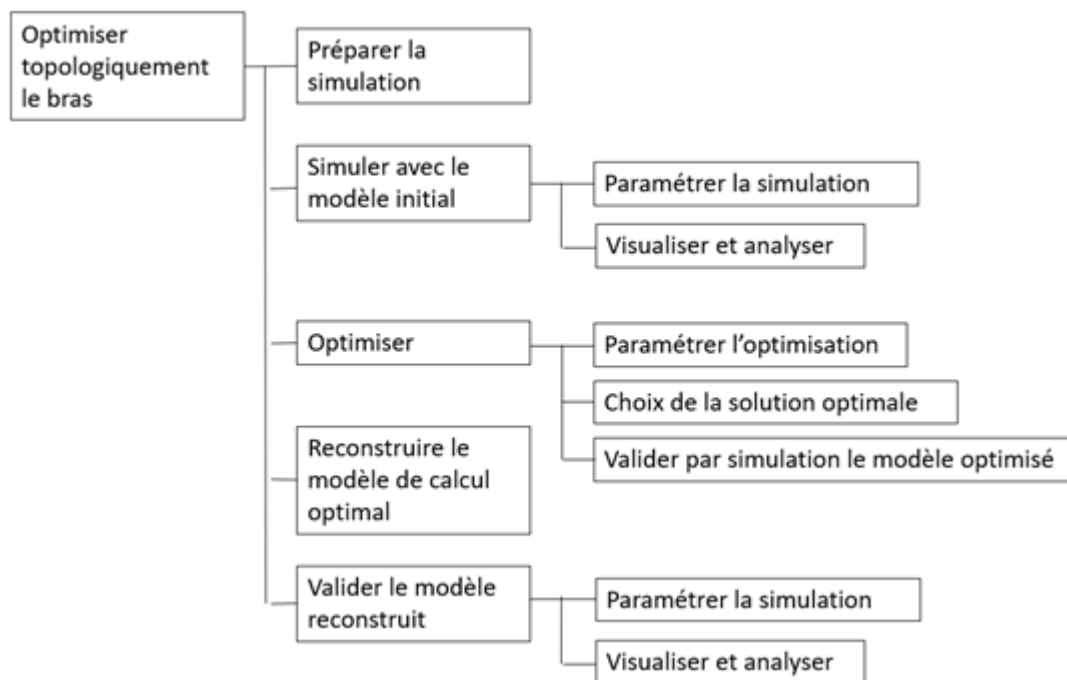 Optimiser
topologiquement
le bras
Préparer la
simulation
Simuler avec le
modèle initial
Paramétrer la simulation
Visualiser et analyser
Optimiser
Paramétrer l'optimisation
Choix de la solution optimale
Valider par simulation le modèle optimisé
Reconstruire le
modèle de calcul
optimal
Valider le modèle
reconstruit
Paramétrer la simulation
Visualiser et analyser